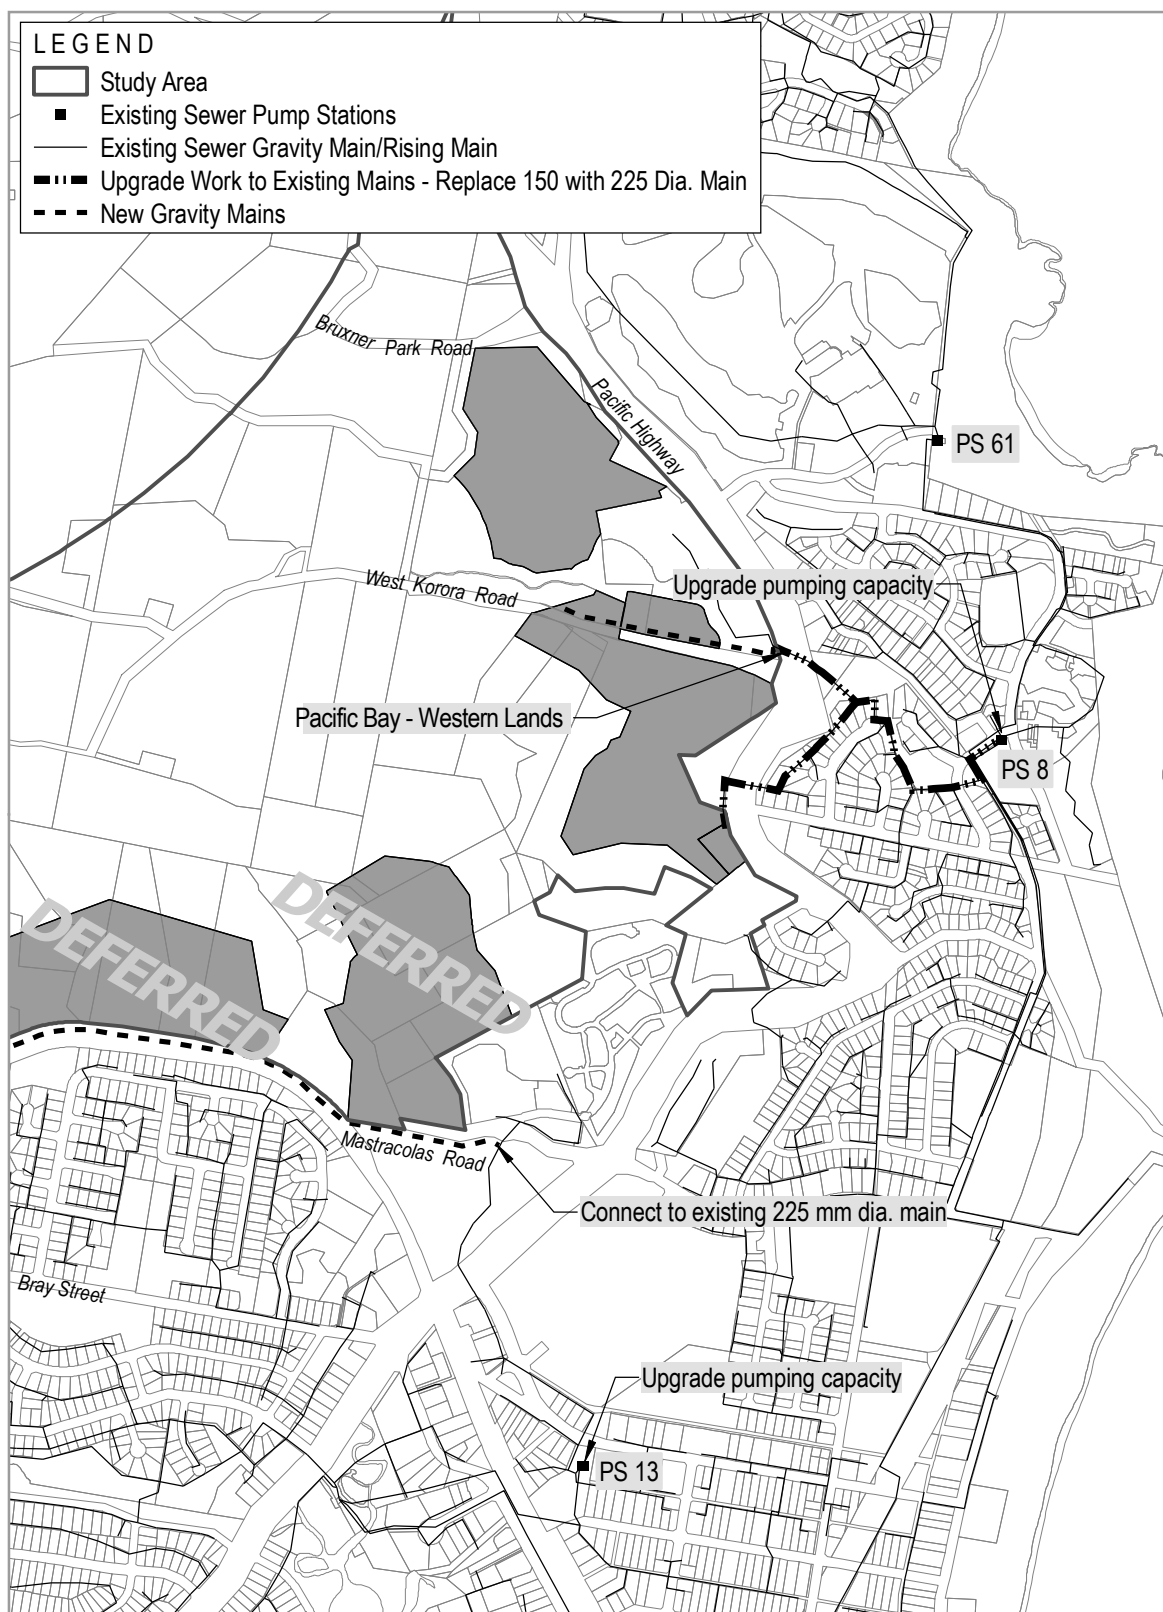 LEGEND
Study Area
Existing Sewer Pump Stations
Existing Sewer Gravity Main/Rising Main
Upgrade Work to Existing Mains - Replace 150 with 225 Dia. Main
New Gravity Mains
Bruxner Park Road
Pacific Highway
PS 61
West Korora Road
Upgrade pumping capacity
Pacific Bay - Western Lands
PS 8
DEFERRED
DEFERRED
Mastracolas Road
Connect to existing 225 mm dia. main
Bray Street
Upgrade pumping capacity
PS 13